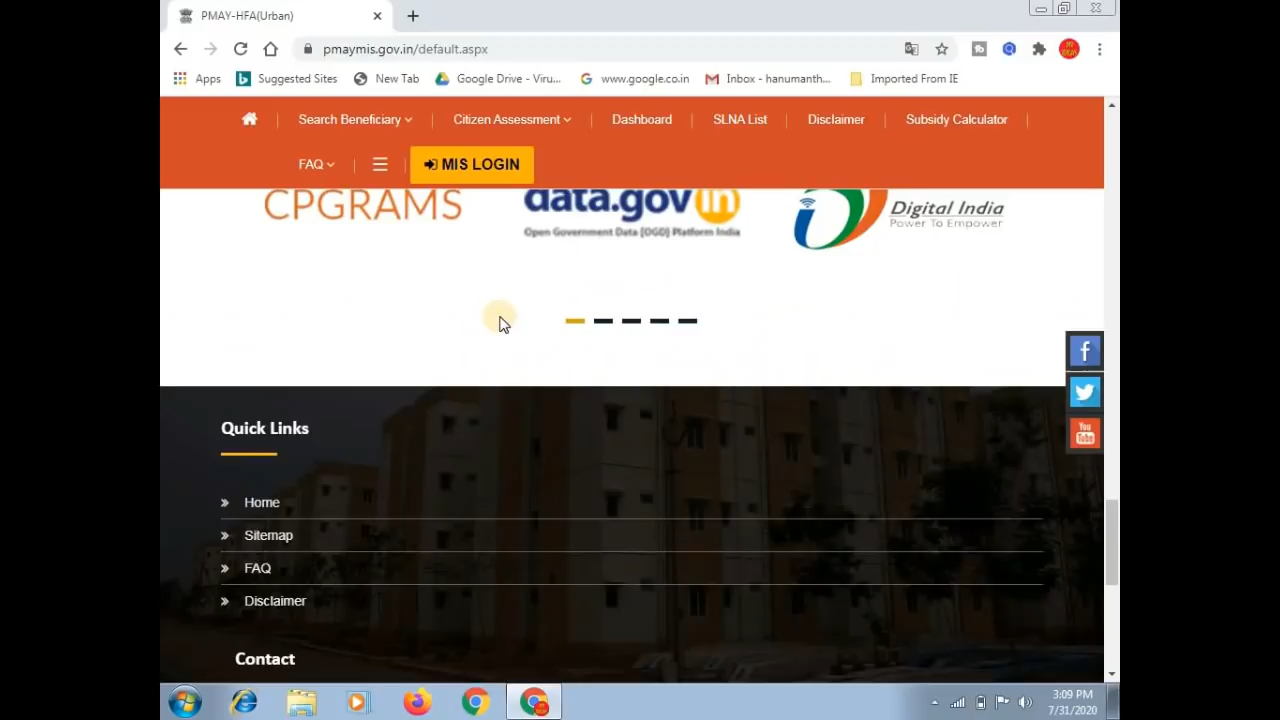 PMAY-HFA(Urban)
pmaymis.gov.in/default.aspx
Apps Suggested Sites New Tab Google Drive - Viru... www.google.co.in Inbox - hanumanth... Imported From IE
Search Beneficiary Citizen Assessment Dashboard SLNA List Disclaimer Subsidy Calculator
FAQ MIS LOGIN
CPGRAMS data.gov in Digital India
Open Government Data [OGD] Platform India Power To Empower
Quick Links
Home
Sitemap
FAQ
Disclaimer
Contact
You
Tube
3:09 PM
7/31/2020